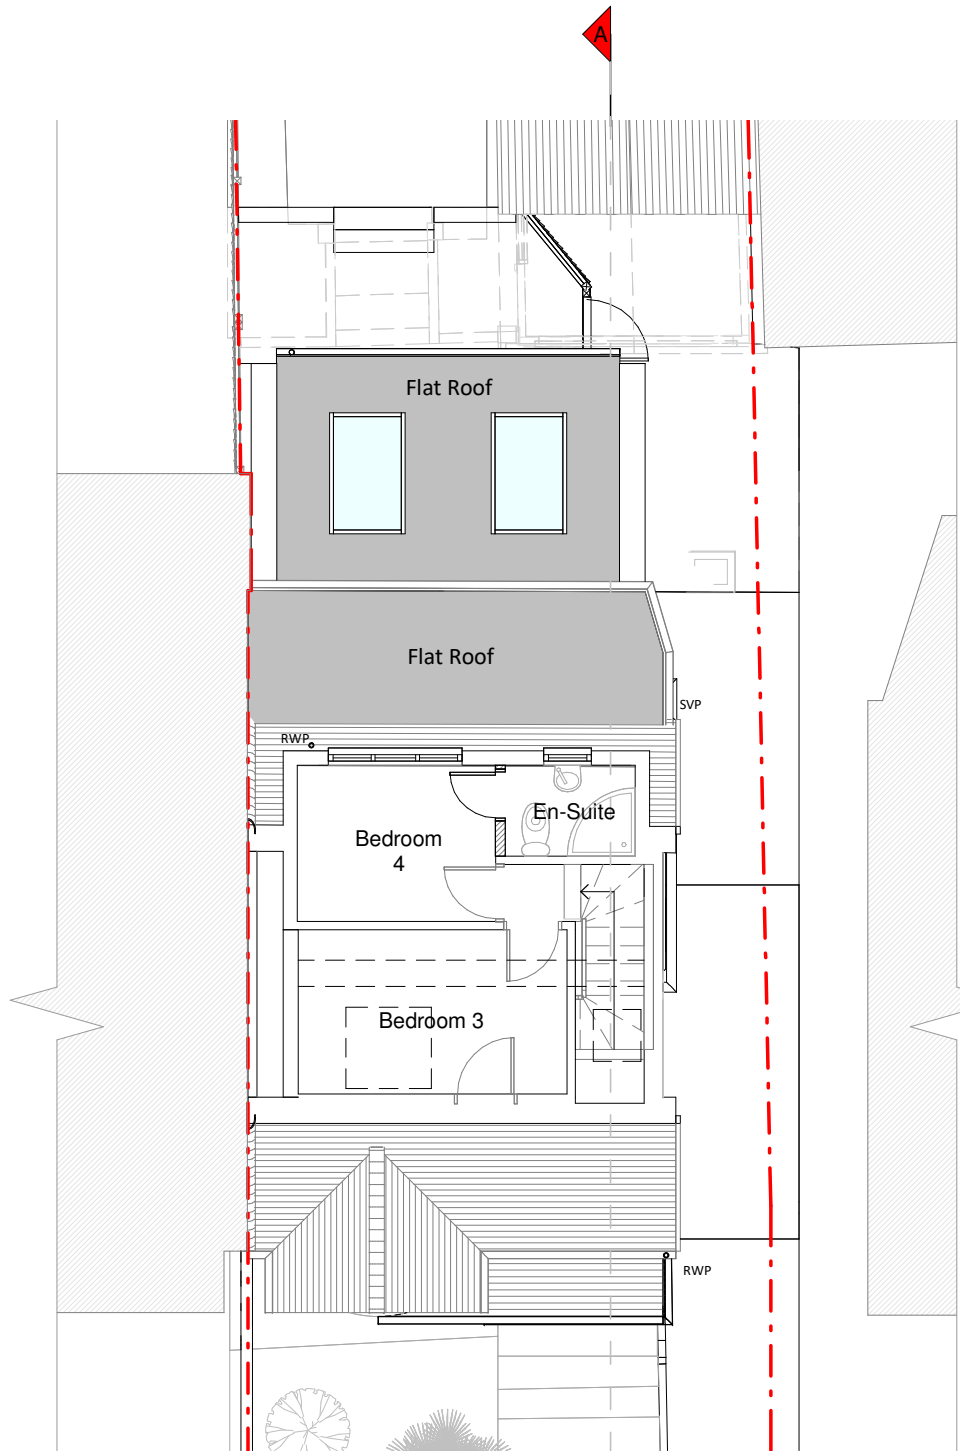 A
Flat Roof
Flat Roof
SVP
RWP
En-Suite
Bedroom
4
Bedroom 3
RWP